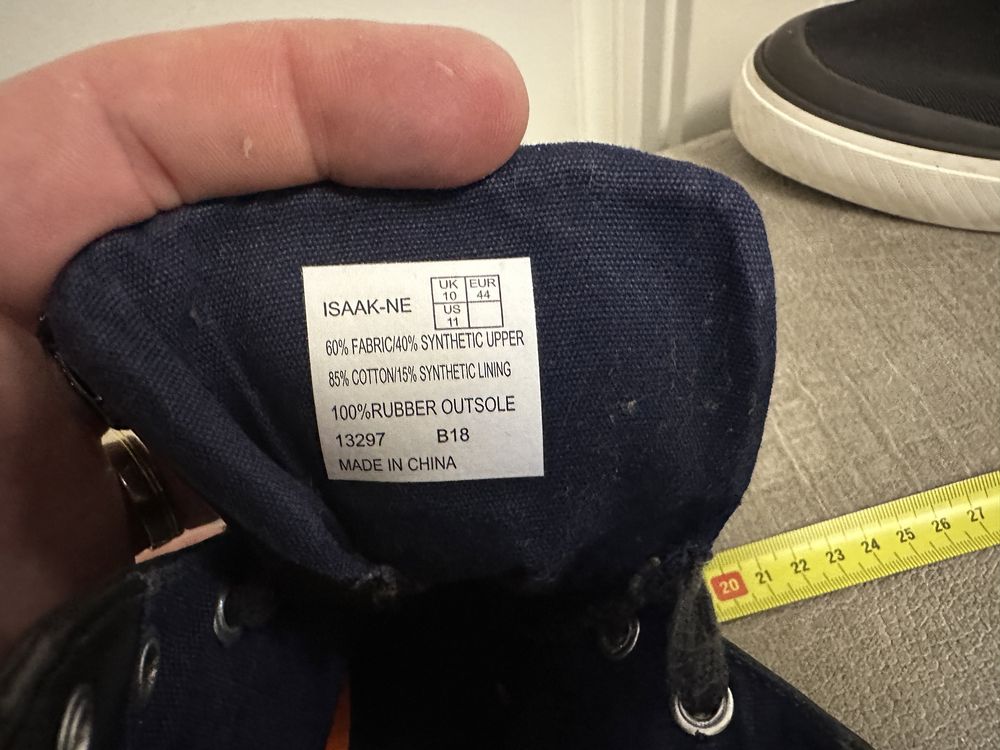 ISAAK-NE
UK 10 EUR 44
US 11
60% FABRIC/40% SYNTHETIC UPPER
85% COTTON/15% SYNTHETIC LINING
100%RUBBER OUTSOLE
13297 B18
MADE IN CHINA
20 21 22 23 24 25 26 27